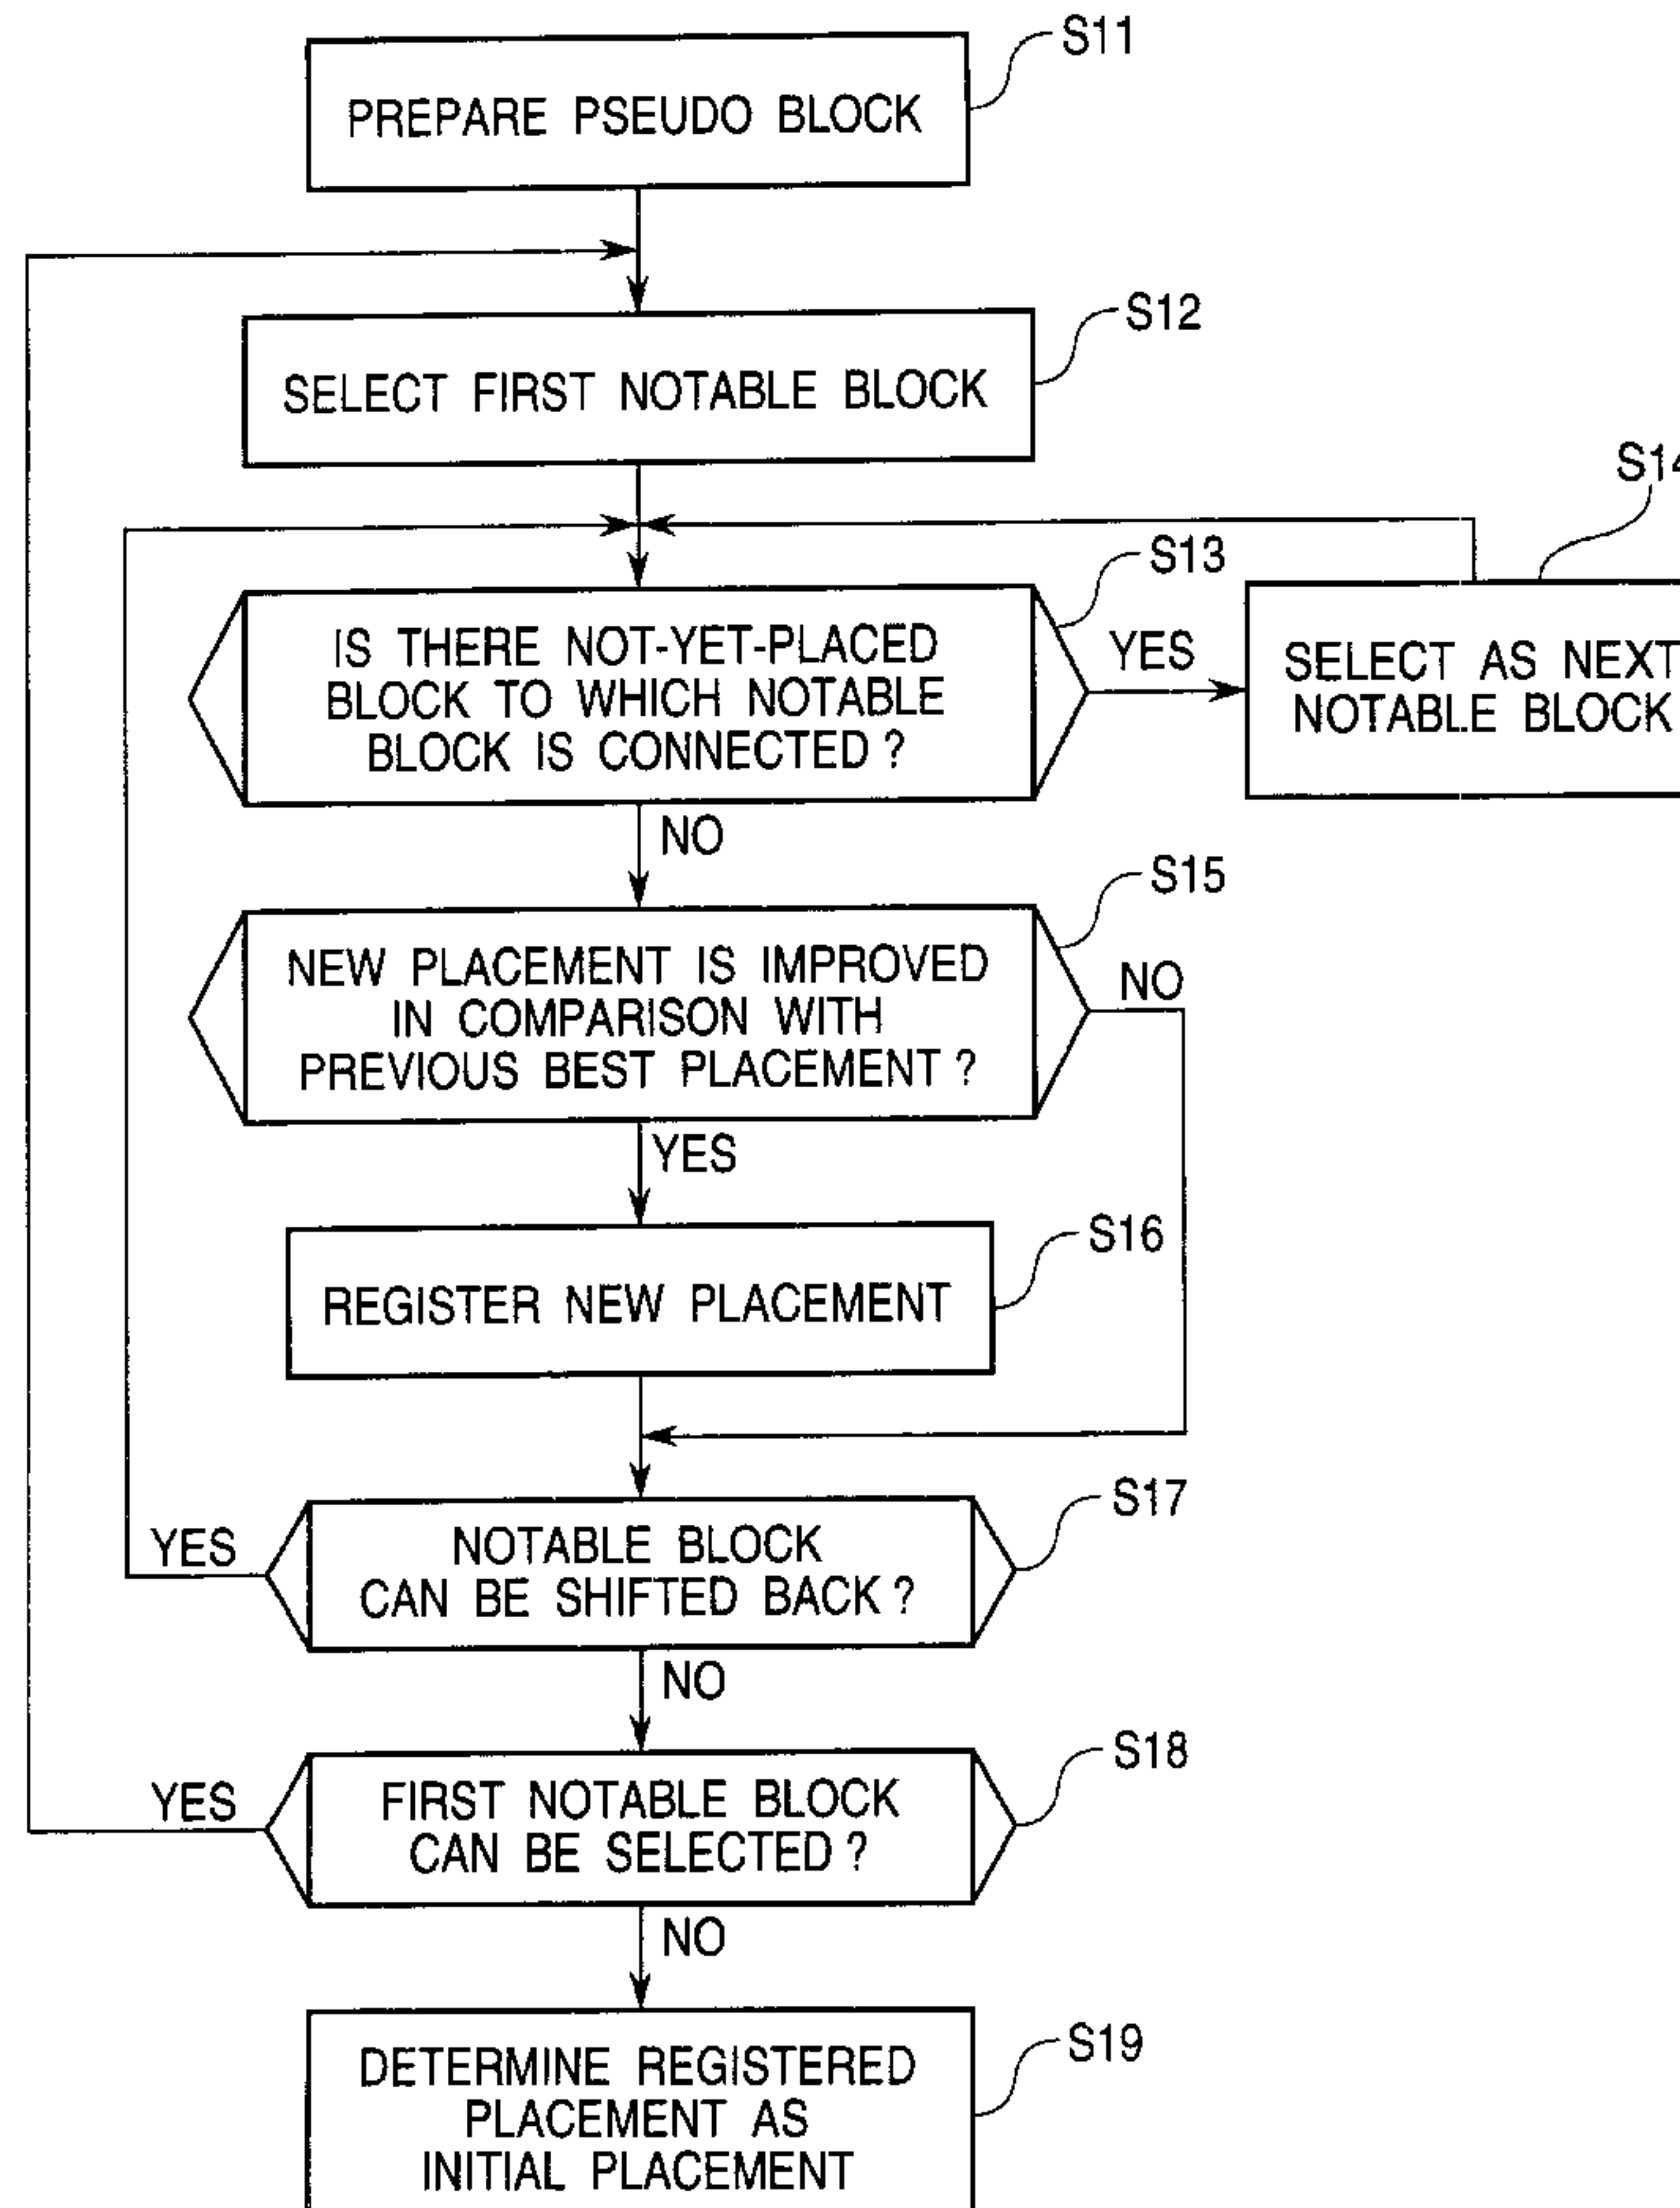 S11
PREPARE PSEUDO BLOCK
S12
SELECT FIRST NOTABLE BLOCK
S14
S13
IS THERE NOT-YET-PLACED
BLOCK TO WHICH NOTABLE
BLOCK IS CONNECTED ?
YES
SELECT AS NEXT
NOTABLE BLOCK
NO
S15
NEW PLACEMENT IS IMPROVED
IN COMPARISON WITH
PREVIOUS BEST PLACEMENT ?
NO
YES
S16
REGISTER NEW PLACEMENT
S17
YES
NOTABLE BLOCK
CAN BE SHIFTED BACK ?
NO
S18
YES
FIRST NOTABLE BLOCK
CAN BE SELECTED ?
NO
S19
DETERMINE REGISTERED
PLACEMENT AS
INITIAL PLACEMENT